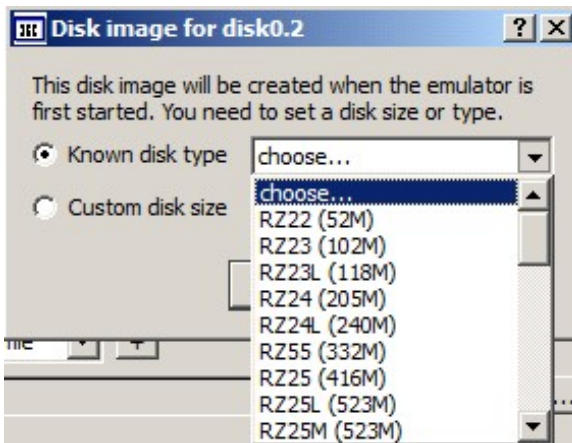 Disk image for disk0.2
This disk image will be created when the emulator is
first started. You need to set a disk size or type.
Known disk type
choose...
Custom disk size
choose...
RZ22 (52M)
RZ23 (102M)
RZ23L (118M)
RZ24 (205M)
RZ24L (240M)
RZ55 (332M)
RZ25 (416M)
RZ25L (523M)
RZ25M (523M)